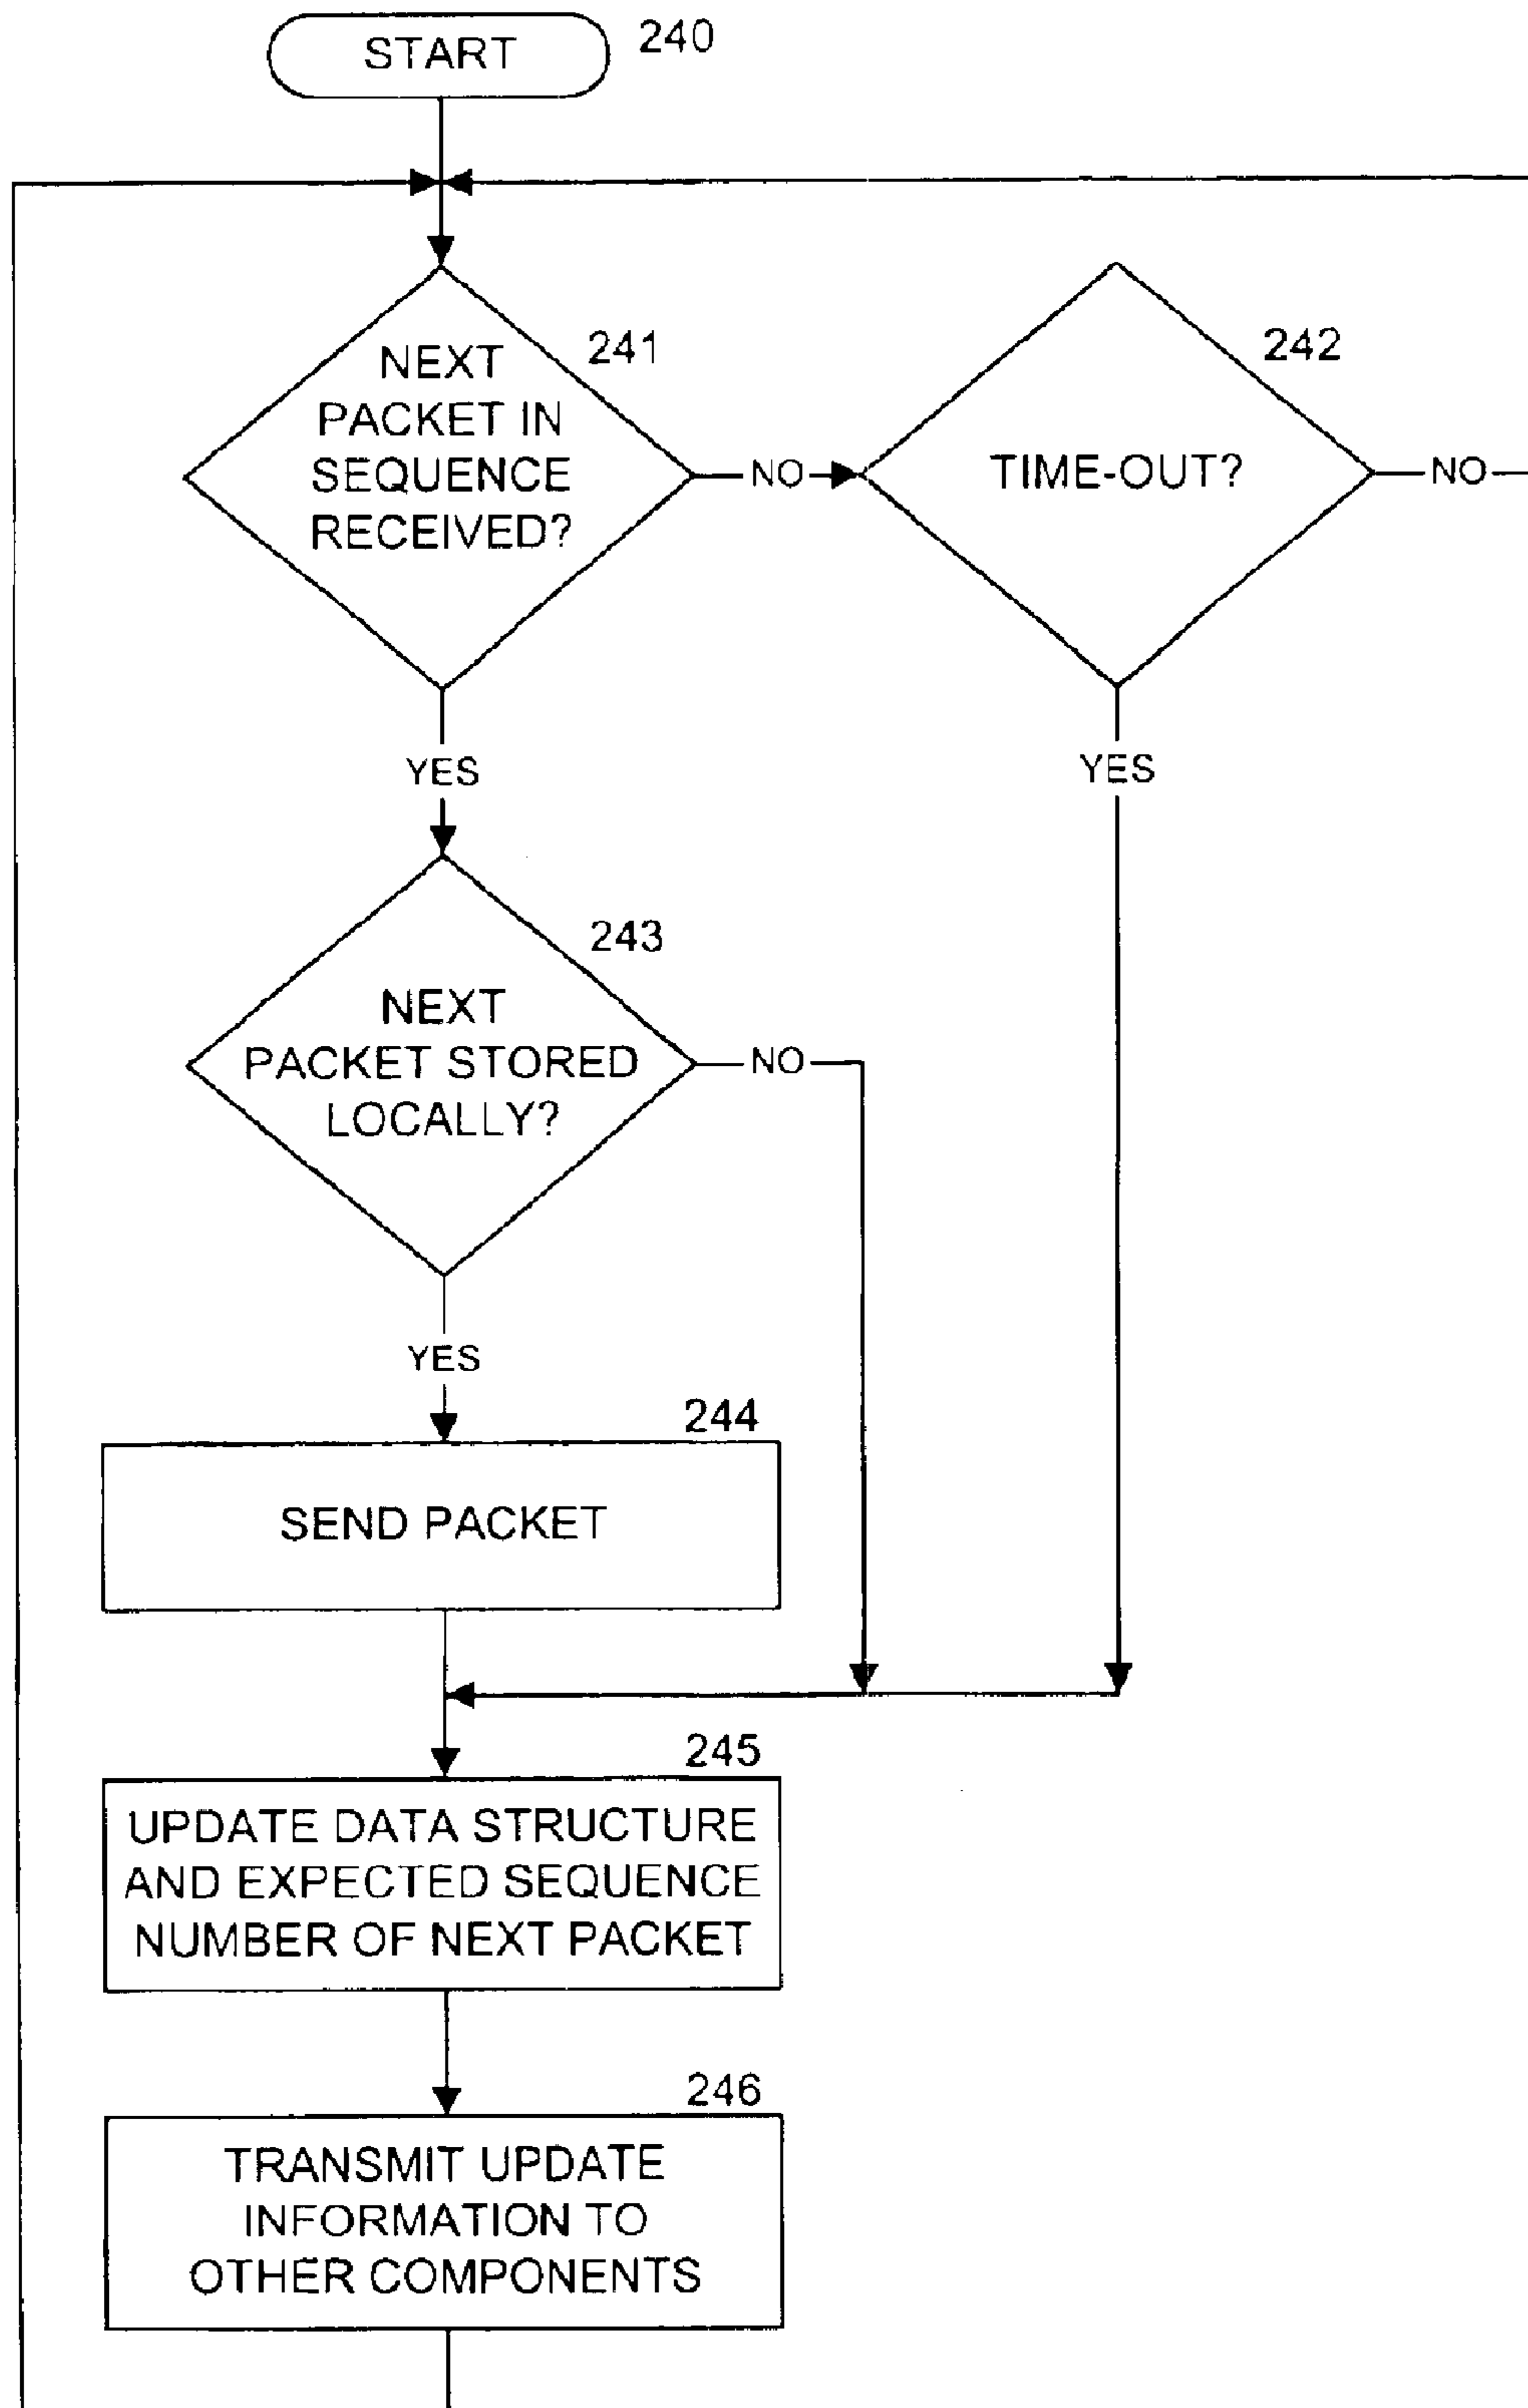 START
240
NEXT
PACKET IN
SEQUENCE
RECEIVED?
241
NO
TIME-OUT?
242
NO
YES
YES
NEXT
PACKET STORED
LOCALLY?
243
NO
YES
244
SEND PACKET
245
UPDATE DATA STRUCTURE
AND EXPECTED SEQUENCE
NUMBER OF NEXT PACKET
246
TRANSMIT UPDATE
INFORMATION TO
OTHER COMPONENTS